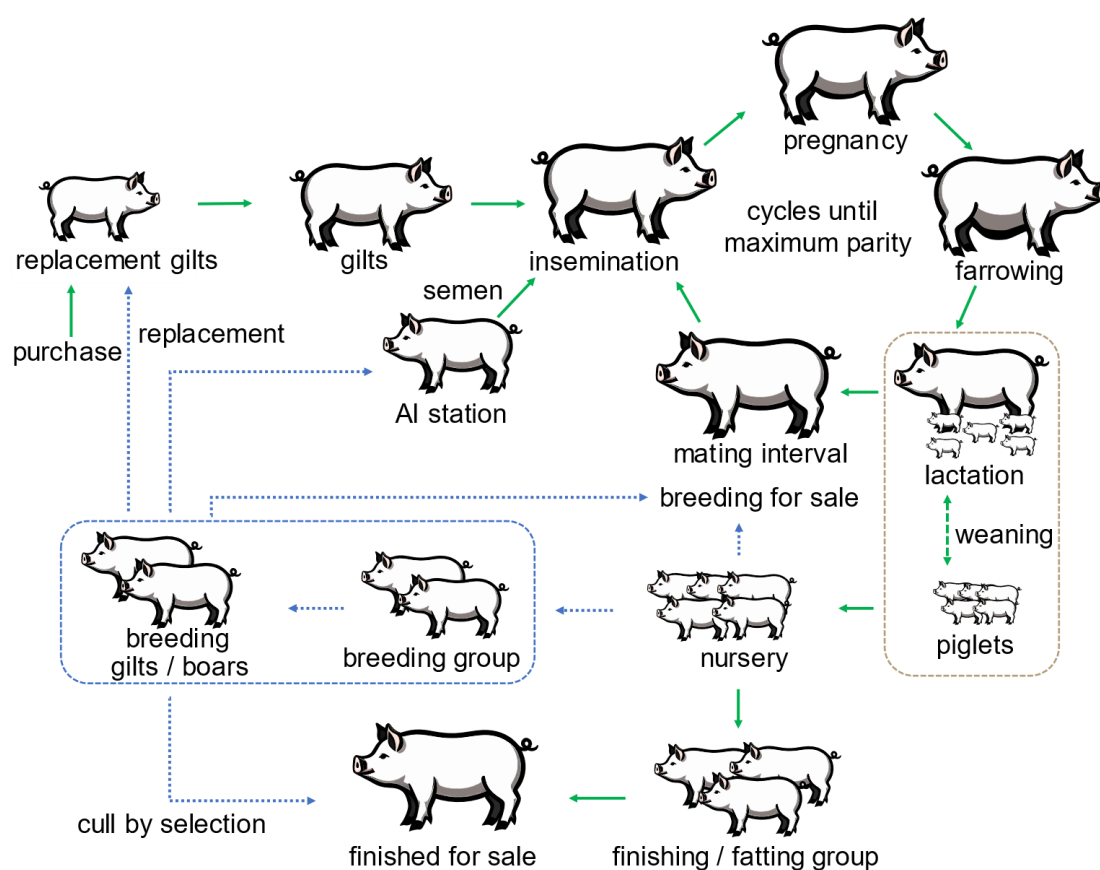 pregnancy
cycles until
maximum parity
replacement gilts
gilts
insemination
farrowing
semen
purchase
replacement
AI station
mating interval
lactation
breeding for sale
weaning
breeding
gilts / boars
breeding group
nursery
piglets
cull by selection
finished for sale
finishing / fatting group